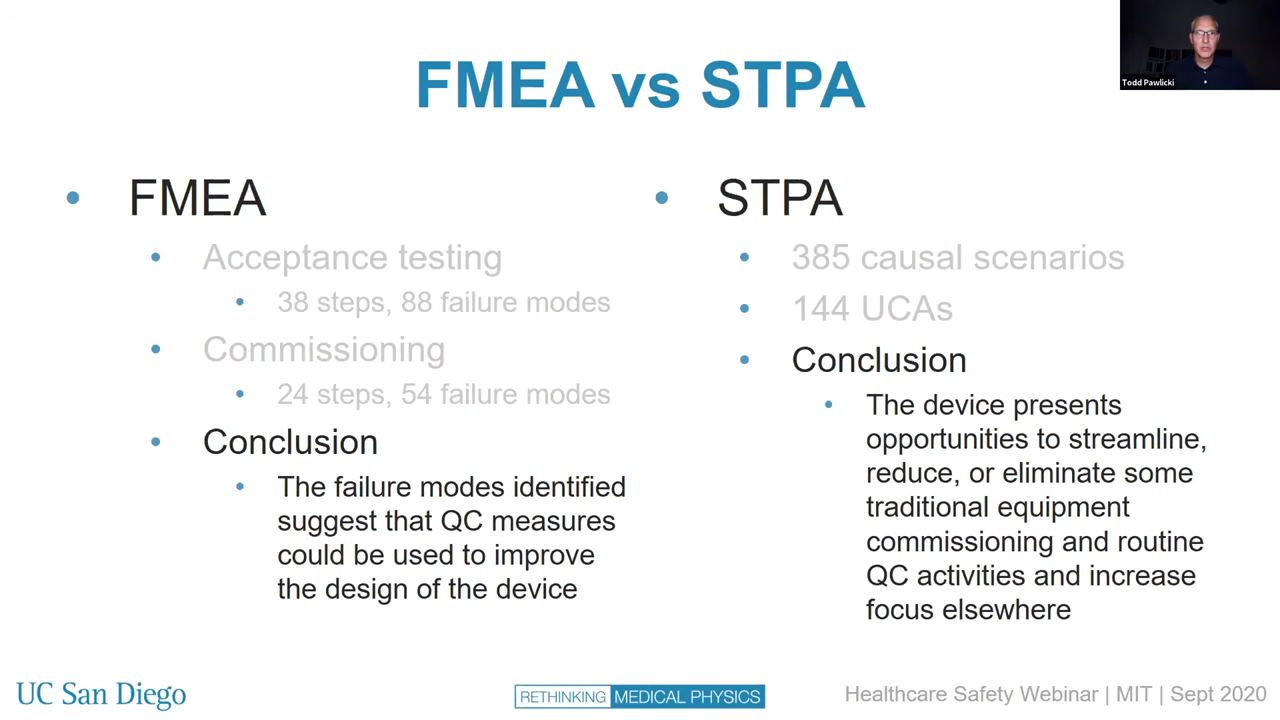 Todd Pawlicki
FMEA vs STPA
FMEA
Acceptance testing
38 steps, 88 failure modes
Commissioning
24 steps, 54 failure modes
Conclusion
The failure modes identified
suggest that QC measures
could be used to improve
the design of the device
STPA
385 causal scenarios
144 UCAs
Conclusion
The device presents
opportunities to streamline,
reduce, or eliminate some
traditional equipment
commissioning and routine
QC activities and increase
focus elsewhere
UC San Diego
RETHINKING MEDICAL PHYSICS
Healthcare Safety Webinar | MIT | Sept 2020